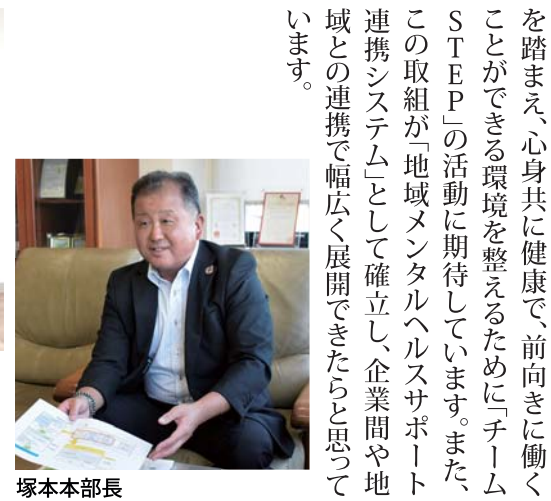 を踏まえ、心身共に健康で、前向きに働く
ことができる環境を整えるために「チーム
STEP」の活動に期待しています。また、
この取組が「地域メンタルヘルスサポート
連携システム」として確立し、企業間や地
域との連携で幅広く展開できたらと思って
います。
塚本本部長